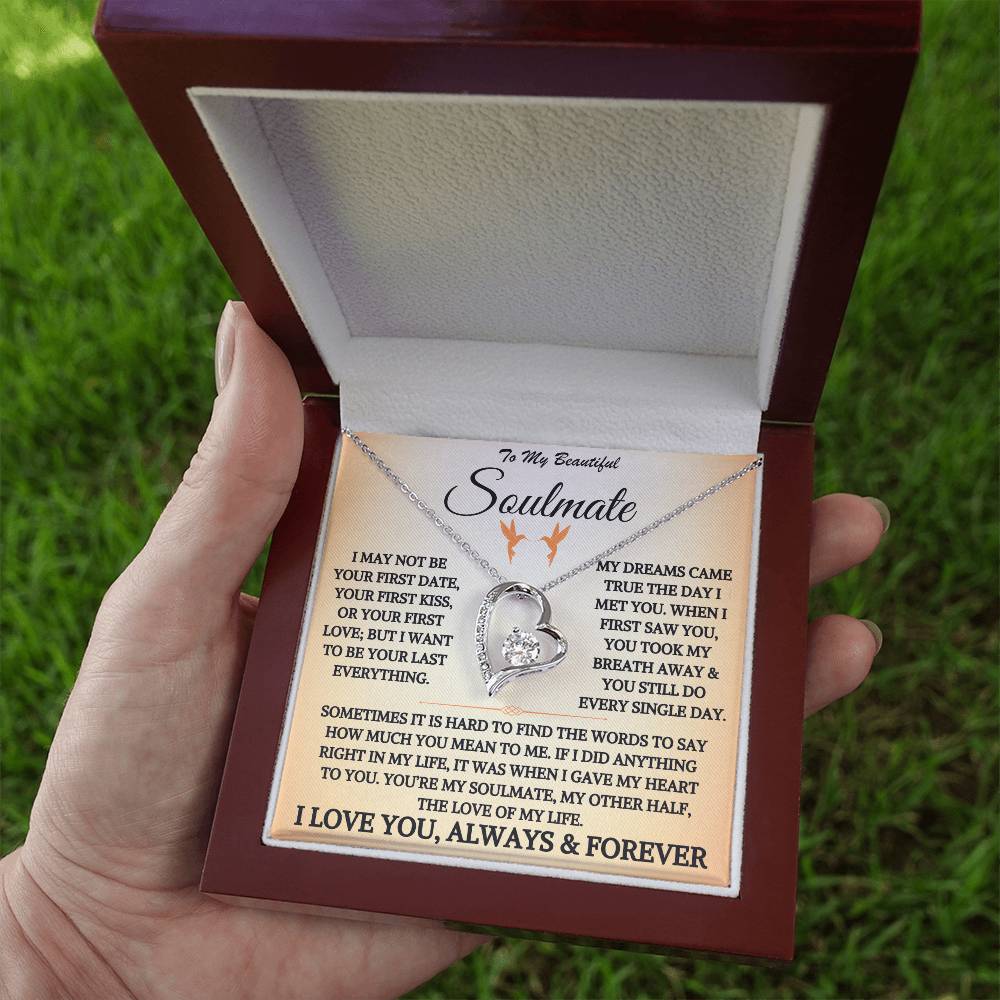 To My Beautiful
Soulmate
I MAY NOT BE
YOUR FIRST DATE,
YOUR FIRST KISS,
OR YOUR FIRST
LOVE; BUT I WANT
TO BE YOUR LAST
EVERYTHING.
MY DREAMS CAME
TRUE THE DAY I
MET YOU. WHEN I
FIRST SAW YOU,
YOU TOOK MY
BREATH AWAY &
YOU STILL DO
EVERY SINGLE DAY.
SOMETIMES IT IS HARD TO FIND THE WORDS TO SAY
HOW MUCH YOU MEAN TO ME. IF I DID ANYTHING
RIGHT IN MY LIFE, IT WAS WHEN I GAVE MY HEART
TO YOU. YOU'RE MY SOULMATE, MY OTHER HALF,
THE LOVE OF MY LIFE.
I LOVE YOU, ALWAYS & FOREVER